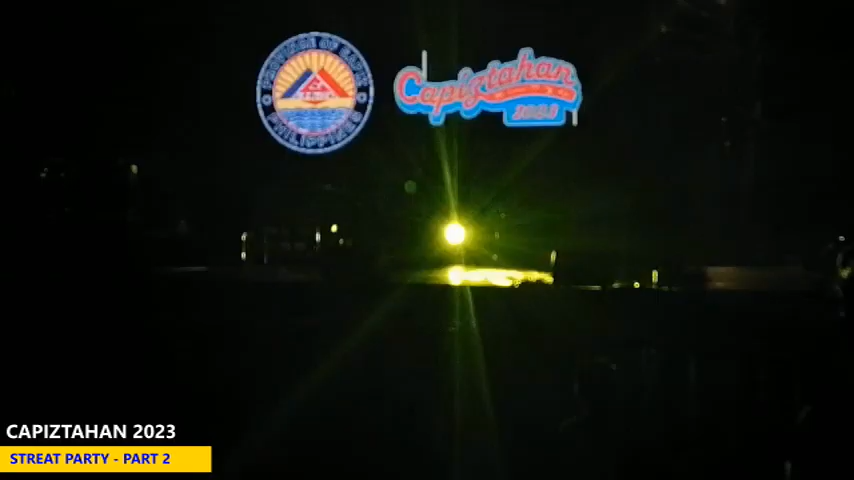 PROVINCE OF CAPIZ
PHILIPPINES
Capiztahan
2023
CAPIZTAHAN 2023
STREAT PARTY - PART 2